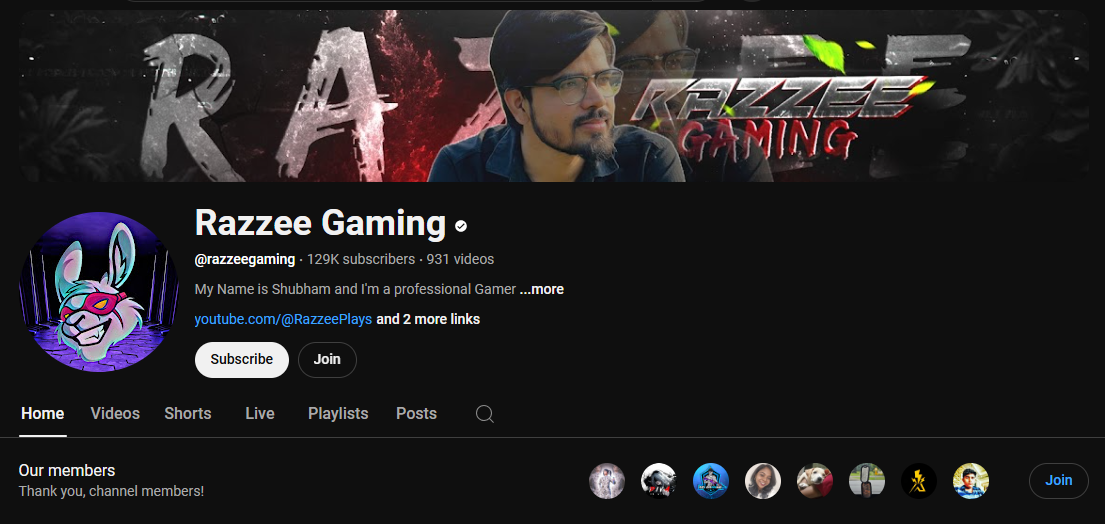 RAZZEE
RAZZEE
GAMING
Razzee Gaming
@razzeegaming · 129K subscribers · 931 videos
My Name is Shubham and I'm a professional Gamer ...more
youtube.com/@RazzeePlays and 2 more links
Subscribe Join
Home Videos Shorts Live Playlists Posts
Our members
Thank you, channel members!
Join